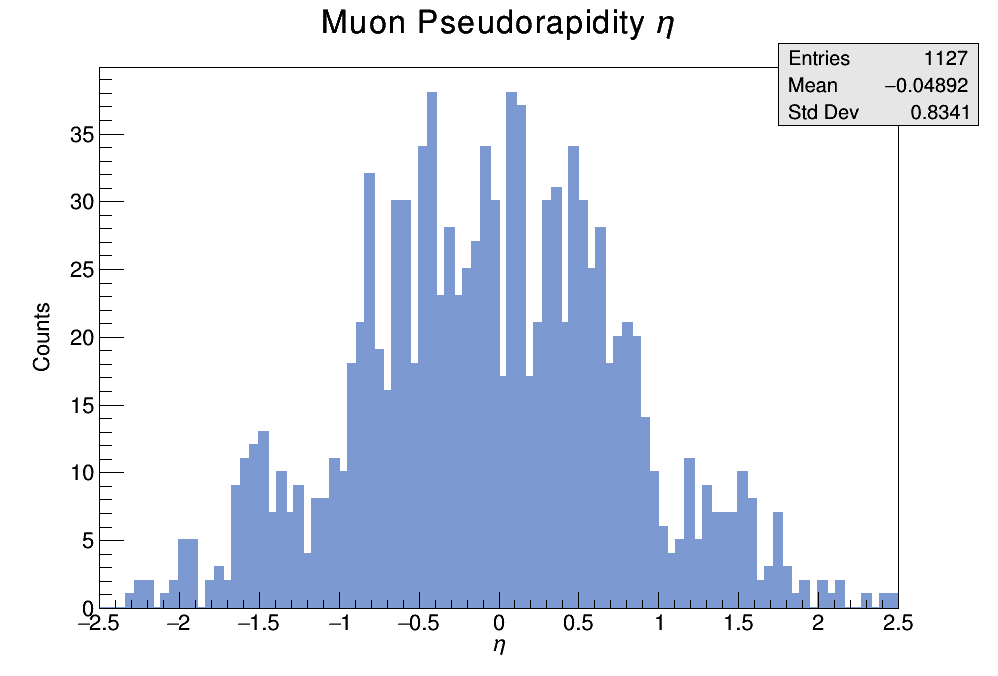 Muon Pseudorapidity η
Entries 1127
Mean −0.04892
Std Dev 0.8341
Counts
35
30
25
20
15
10
5
0
−2.5 −2 −1.5 −1 −0.5 0 0.5 1 1.5 2 2.5
η